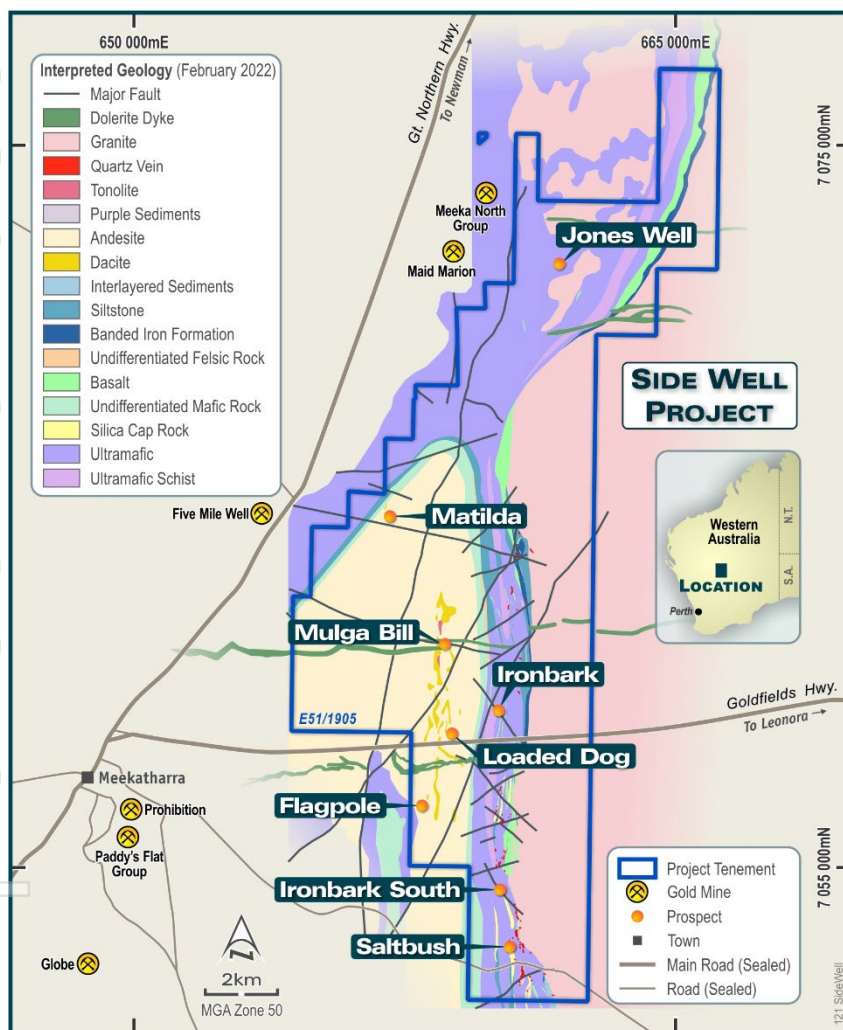 650 000mE
665 000mE
Gt. Northern Hwy.
To Newman →
7 075 000mN
Interpreted Geology (February 2022)
Major Fault
Dolerite Dyke
Granite
Quartz Vein
Tonolite
Purple Sediments
Andesite
Dacite
Interlayered Sediments
Siltstone
Banded Iron Formation
Undifferentiated Felsic Rock
Basalt
Undifferentiated Mafic Rock
Silica Cap Rock
Ultramafic
Ultramafic Schist
Meeka North
Group
Jones Well
Maid Marion
SIDE WELL
PROJECT
Five Mile Well
Matilda
Western
Australia
N.T.
S.A.
LOCATION
Perth
Mulga Bill
Ironbark
E51/1905
Goldfields Hwy.
To Leonora →
Loaded Dog
Meekatharra
Prohibition
Flagpole
Paddy's Flat
Group
7 055 000mN
Ironbark South
Saltbush
Globe
N
2km
MGA Zone 50
Project Tenement
Gold Mine
Prospect
Town
Main Road (Sealed)
Road (Sealed)
121 SideWell